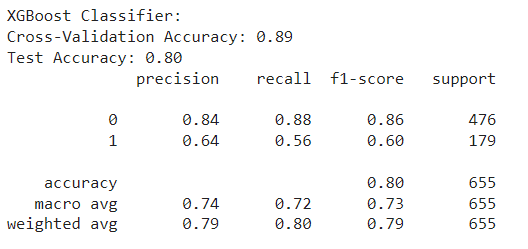 XGBoost Classifier:
Cross-Validation Accuracy: 0.89
Test Accuracy: 0.80
precision recall f1-score support
0 0.84 0.88 0.86 476
1 0.64 0.56 0.60 179
accuracy 0.80 655
macro avg 0.74 0.72 0.73 655
weighted avg 0.79 0.80 0.79 655